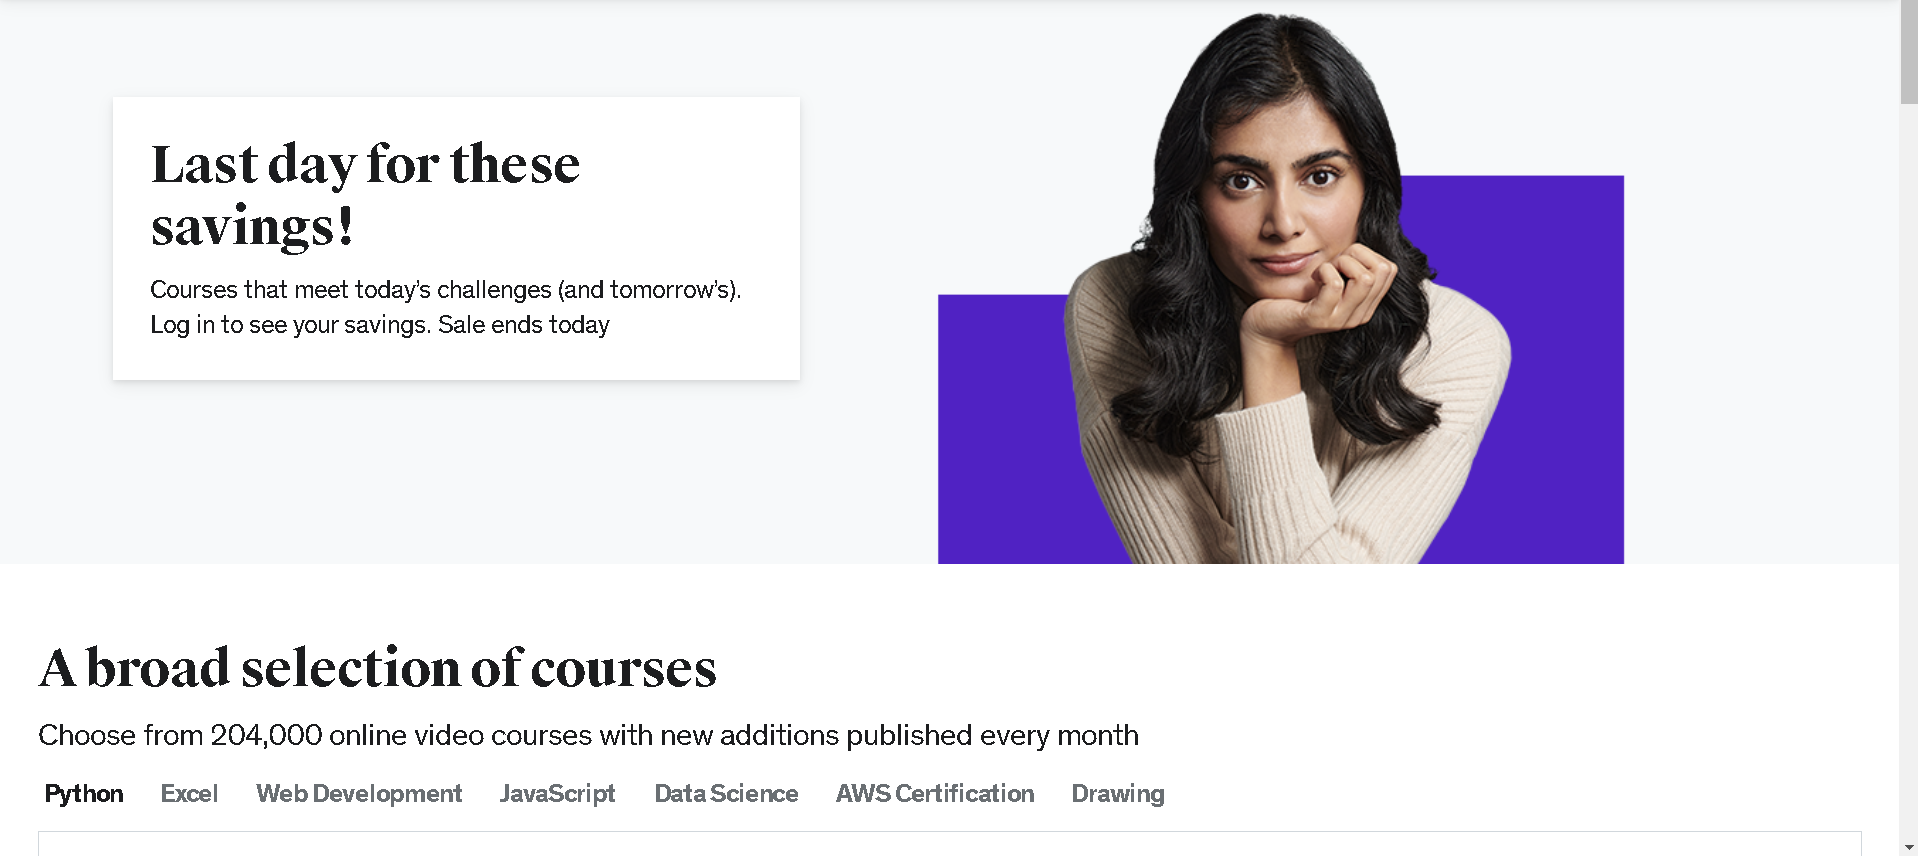 Last day for these
savings!
Courses that meet today’s challenges (and tomorrow’s).
Log in to see your savings. Sale ends today
A broad selection of courses
Choose from 204,000 online video courses with new additions published every month
Python Excel Web Development JavaScript Data Science AWS Certification Drawing